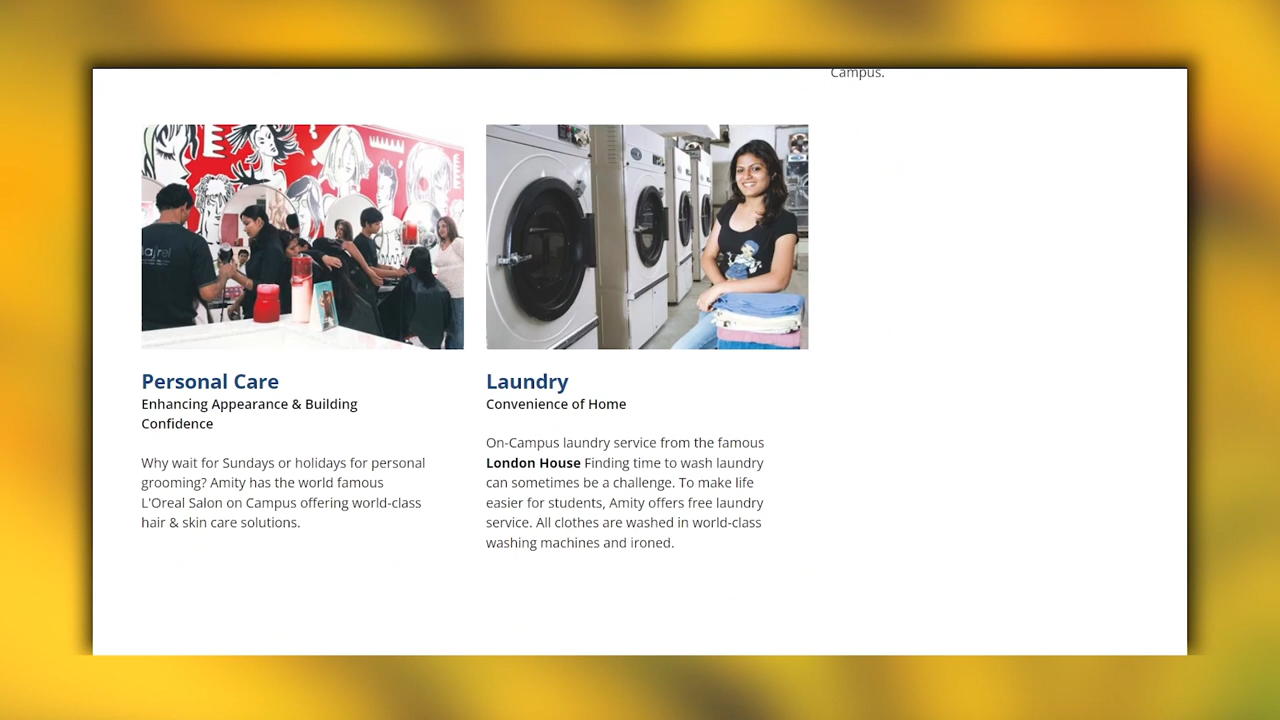 Campus.
Personal Care
Enhancing Appearance & Building
Confidence
Why wait for Sundays or holidays for personal
grooming? Amity has the world famous
L'Oreal Salon on Campus offering world-class
hair & skin care solutions.
Laundry
Convenience of Home
On-Campus laundry service from the famous
London House Finding time to wash laundry
can sometimes be a challenge. To make life
easier for students, Amity offers free laundry
service. All clothes are washed in world-class
washing machines and ironed.